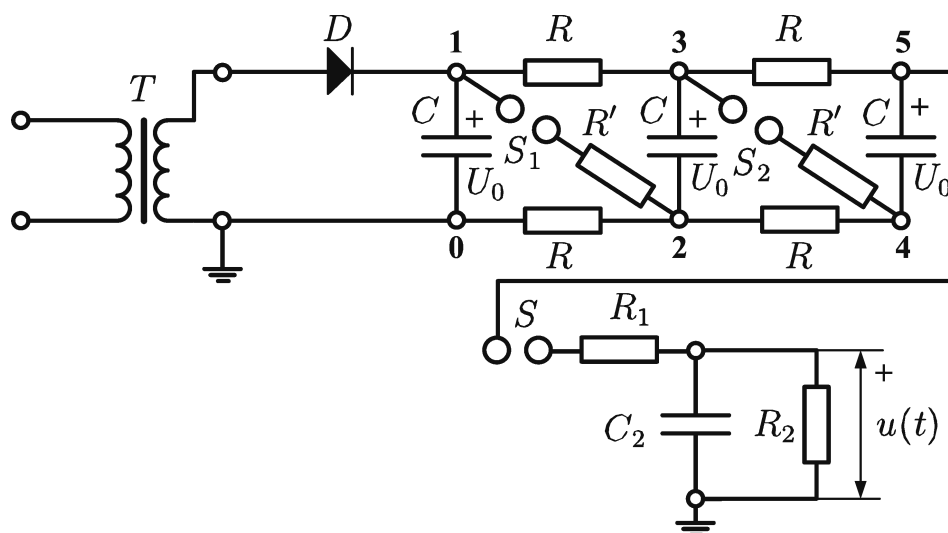 D 1 R 3 R 5
T C + C + C +
S₁ R′ S₂ R′
U₀ U₀ U₀
0 R 2 R 4
S R₁
+
C₂ R₂ u(t)